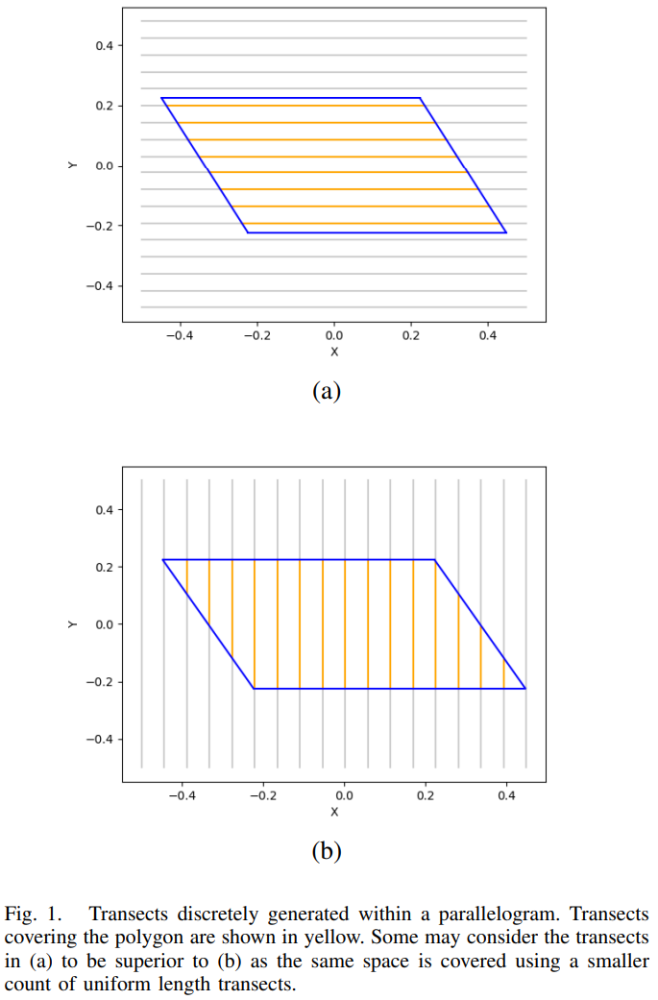 0.4
0.2
0.0
−0.2
−0.4
Y
−0.4 −0.2 0.0 0.2 0.4
X
(a)
0.4
0.2
0.0
−0.2
−0.4
Y
−0.4 −0.2 0.0 0.2 0.4
X
(b)
Fig. 1. Transects discretely generated within a parallelogram. Transects
covering the polygon are shown in yellow. Some may consider the transects
in (a) to be superior to (b) as the same space is covered using a smaller
count of uniform length transects.